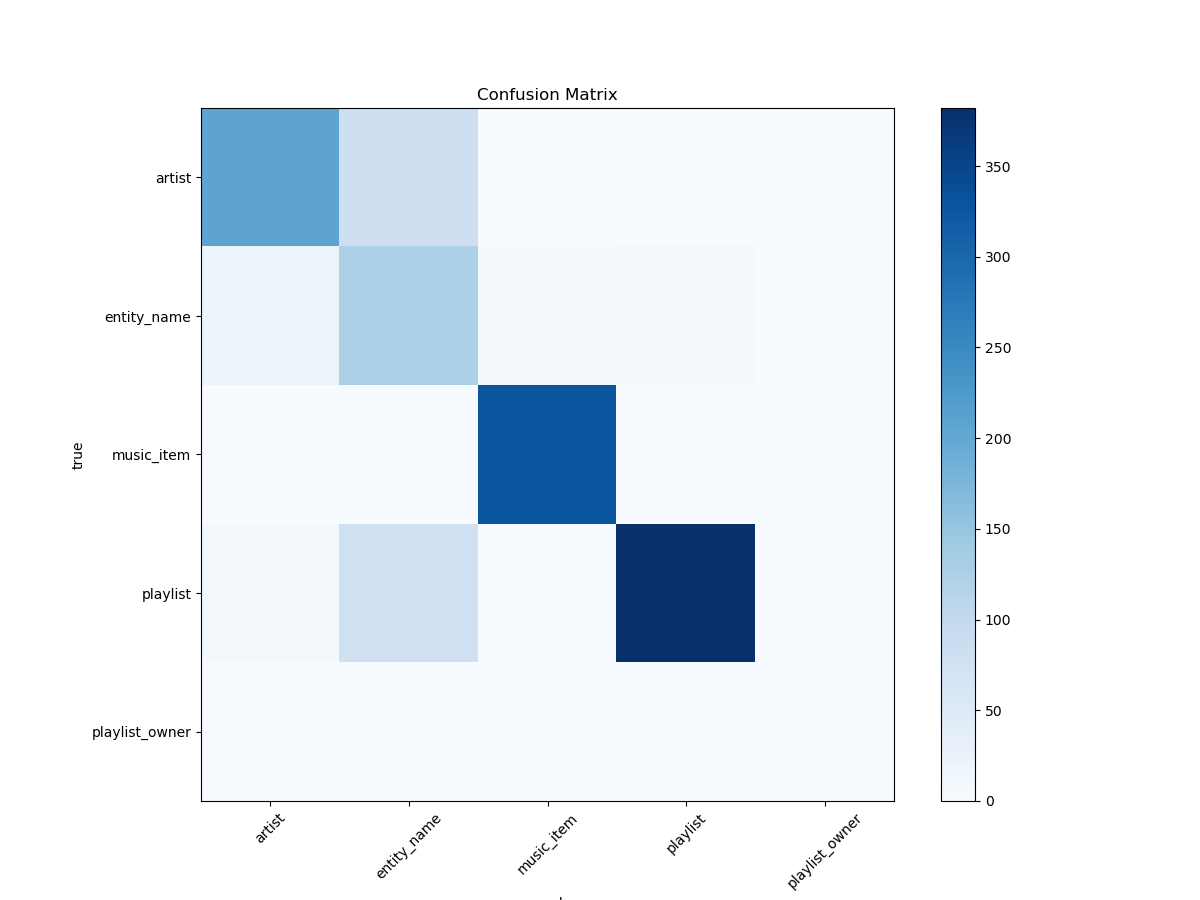 Confusion Matrix
artist
entity_name
music_item
playlist
playlist_owner
true
artist
entity_name
music_item
playlist
playlist_owner
350
300
250
200
150
100
50
0